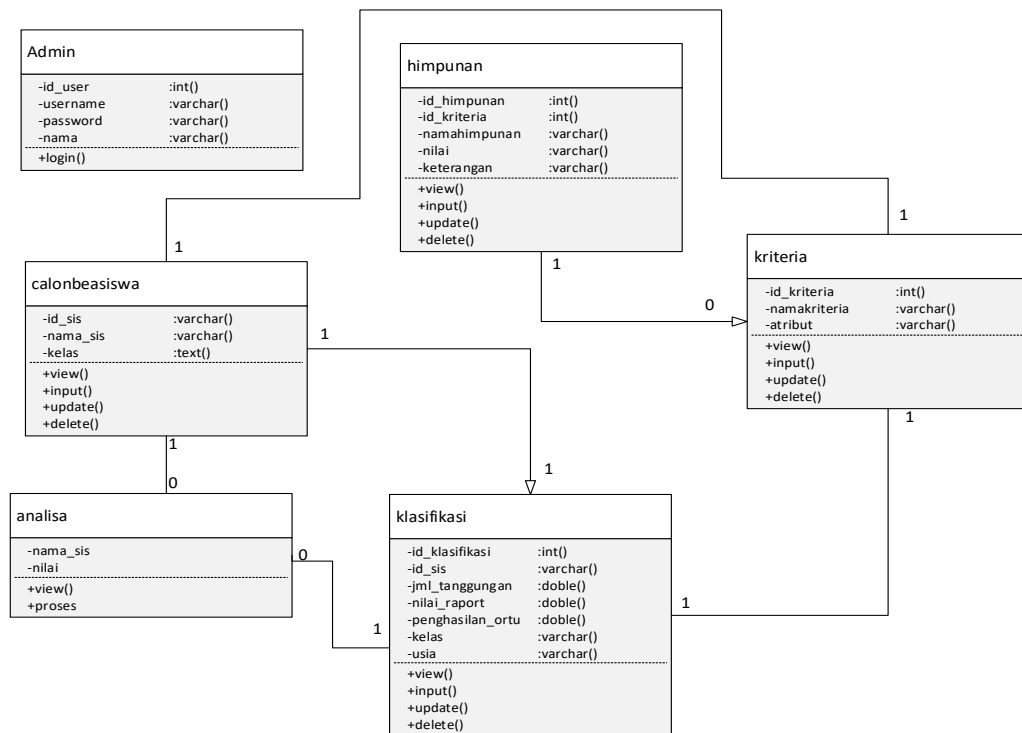 Admin
-id_user :int()
-username :varchar()
-password :varchar()
-nama :varchar()
+login()
himpunan
-id_himpunan :int()
-id_kriteria :int()
-namahimpunan :varchar()
-nilai :varchar()
-keterangan :varchar()
+view()
+input()
+update()
+delete()
1
1
1
0
kriteria
-id_kriteria :int()
-namakriteria :varchar()
-atribut :varchar()
+view()
+input()
+update()
+delete()
1
calonbeasiswa
-id_sis :varchar()
-nama_sis :varchar()
-kelas :text()
+view()
+input()
+update()
+delete()
1
1
0
1
analisa
-nama_sis
-nilai
+view()
+proses
0
1
klasifikasi
-id_klasifikasi :int()
-id_sis :varchar()
-jml_tanggungan :doble()
-nilai_raport :doble()
-penghasilan_ortu :doble()
-kelas :varchar()
-usia :varchar()
+view()
+input()
+update()
+delete()
1